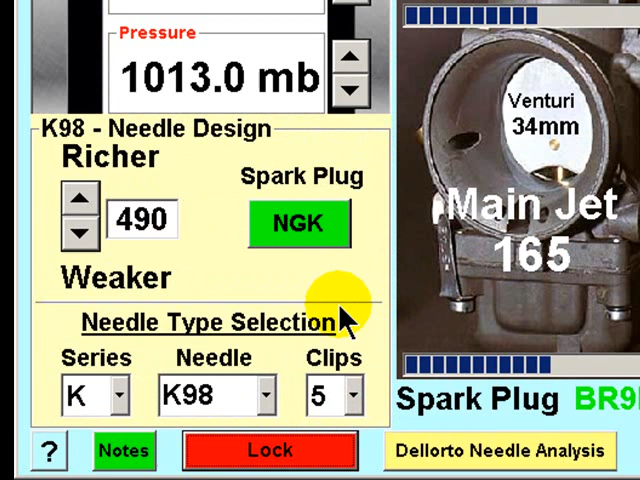 Pressure
1013.0 mb
K98 - Needle Design
Richer
Spark Plug
490
NGK
Weaker
Needle Type Selection
Series Needle Clips
K K98 5
? Notes Lock Dellorto Needle Analysis
Venturi
34mm
Main Jet
165
Spark Plug